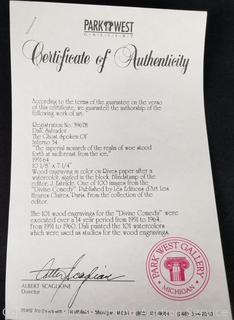 PARK WEST
GALLERY
Certificate of Authenticity
According to the terms of the guarantee on the verso
of this certificate, we guarantee the authorship of the following
work of art.
Registration No. 39678
Dali, Salvador
The Ghost Spoken Of
Inferno 34
"The imperial monarch of the realm of woe stood
forth at midbreast from the ice."
1951-64
10 1/8" x 7 1/4"
Wood engraving in color on Rives paper after a
watercolor, signed in the block. Blindstamp of the
editor, J. Estrade. One of 100 images from the
"Divine Comedy". Published by Les Editions d'Art Les
Heures Claires, Paris. From the collection of the
editor.
The 101 wood engravings for the "Divine Comedy" were
executed over a 14 year period from 1951 to 1964.
From 1951 to 1960, Dali painted the 101 watercolors
which were used as studies for the wood engravings.
ALBERT SCAGLIONE
Director
PARK WEST GALLERY
MICHIGAN